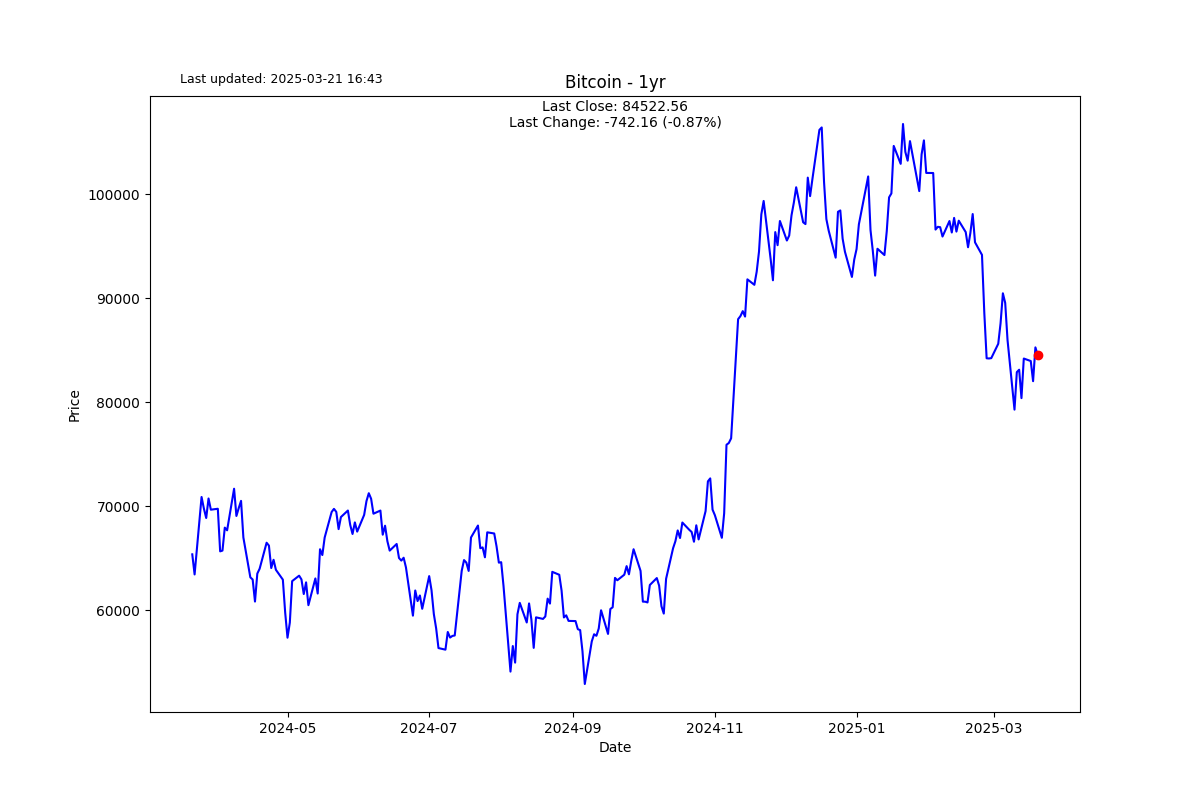 Last updated: 2025-03-21 16:43
Bitcoin - 1yr
Last Close: 84522.56
Last Change: -742.16 (-0.87%)
100000
90000
80000
70000
60000
Price
2024-05
2024-07
2024-09
2024-11
2025-01
2025-03
Date